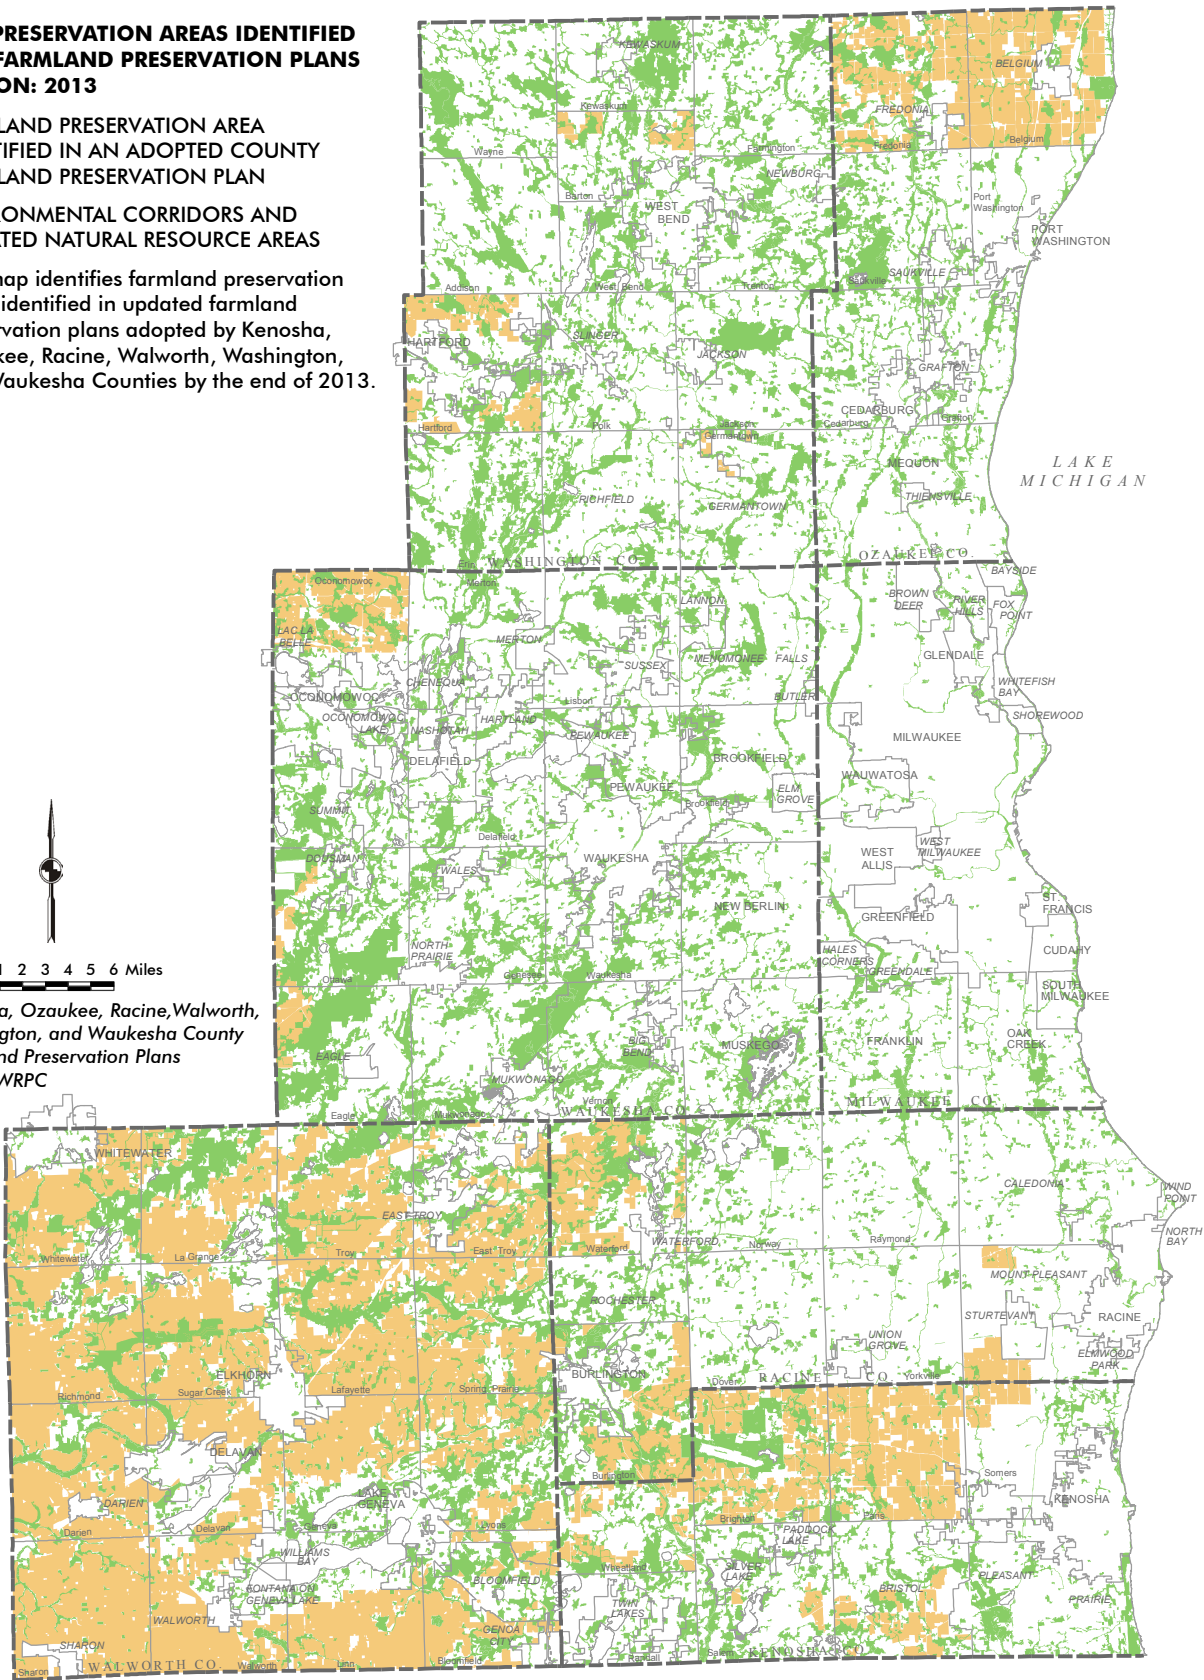 PRESERVATION AREAS IDENTIFIED
FARMLAND PRESERVATION PLANS
ON: 2013
LAND PRESERVATION AREA
TIFIED IN AN ADOPTED COUNTY
LAND PRESERVATION PLAN
RONMENTAL CORRIDORS AND
ATED NATURAL RESOURCE AREAS
map identifies farmland preservation
identified in updated farmland
rvation plans adopted by Kenosha,
kee, Racine, Walworth, Washington,
Waukesha Counties by the end of 2013.
KEWASKUM
Kewaskum
Wayne
Farmington
NEWBURG
Barton
WEST
BEND
Addison
West Bend
Trenton
BELGIUM
FREDONIA
Fredonia
Belgium
Port
Washington
PORT
WASHINGTON
SAUKVILLE
Saukville
HARTFORD
SLINGER
JACKSON
GRAFTON
CEDARBURG
Cedarburg
Grafton
Hartford
Polk
Jackson
Germantown
MEQUON
LAKE
MICHIGAN
THIENSVILLE
RICHFIELD
GERMANTOWN
Erin
WASHINGTON CO.
OZAUKEE CO.
Oconomowoc
Merton
LANNON
BAYSIDE
BROWN
DEER
RIVER
HILLS
FOX
POINT
LAC LA
BELLE
MERTON
SUSSEX
MENOMONEE FALLS
GLENDALE
CHENEQUA
OCONOMOWOC
Lisbon
BUTLER
WHITEFISH
BAY
OCONOMOWOC
LAKE
NASHOTAH
HARTLAND
PEWAUKEE
SHOREWOOD
MILWAUKEE
DELAFIELD
BROOKFIELD
WAUWATOSA
PEWAUKEE
ELM
GROVE
Brookfield
SUMMIT
Delafield
WEST
ALLIS
WEST
MILWAUKEE
DOUSMAN
WALES
WAUKESHA
NEW BERLIN
GREENFIELD
ST.
FRANCIS
NORTH
PRAIRIE
HALES
CORNERS
CUDAHY
GREENDALE
Ottawa
Genesee
Waukesha
SOUTH
MILWAUKEE
1 2 3 4 5 6 Miles
a, Ozaukee, Racine,Walworth,
gton, and Waukesha County
nd Preservation Plans
WRPC
EAGLE
BIG
BEND
MUSKEGO
FRANKLIN
OAK
CREEK
MUKWONAGO
Eagle
Mukwonago
Vernon
WAUKESHA CO.
MILWAUKEE CO.
WHITEWATER
CALEDONIA
WIND
POINT
EAST TROY
NORTH
BAY
Whitewater
La Grange
Troy
East Troy
Waterford
WATERFORD
Norway
Raymond
MOUNT PLEASANT
ROCHESTER
STURTEVANT
RACINE
UNION
GROVE
ELMWOOD
PARK
ELKHORN
BURLINGTON
Richmond
Sugar Creek
Lafayette
Spring Prairie
Dover
RACINE CO.
Yorkville
DELAVAN
Burlington
Somers
LAKE
GENEVA
KENOSHA
DARIEN
Darien
Delavan
Geneva
Lyons
Brighton
Paris
PADDOCK
LAKE
WILLIAMS
BAY
Wheatland
SILVER
LAKE
BLOOMFIELD
PLEASANT
PRAIRIE
FONTANA ON
GENEVA LAKE
BRISTOL
TWIN
LAKES
WALWORTH
GENOA
CITY
SHARON
Sharon
WALWORTH CO.
Walworth
Linn
Bloomfield
Randall
Salem
KENOSHA CO.